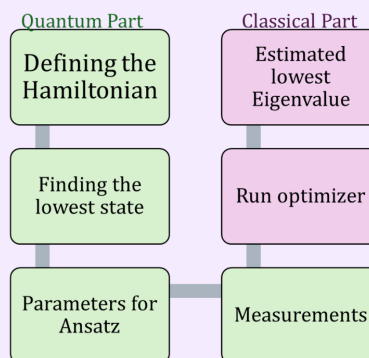 Quantum Part
Defining the
Hamiltonian
Finding the
lowest state
Parameters for
Ansatz
Classical Part
Estimated
lowest
Eigenvalue
Run optimizer
Measurements